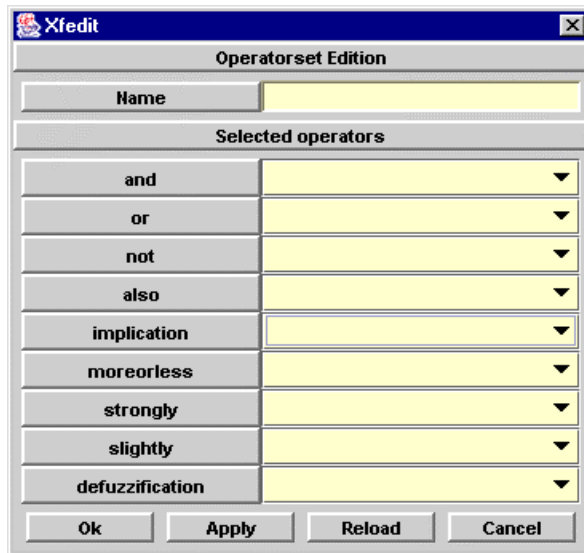 Xfedit
Operatorset Edition
Name
Selected operators
and
or
not
also
implication
moreorless
strongly
slightly
defuzzification
Ok Apply Reload Cancel